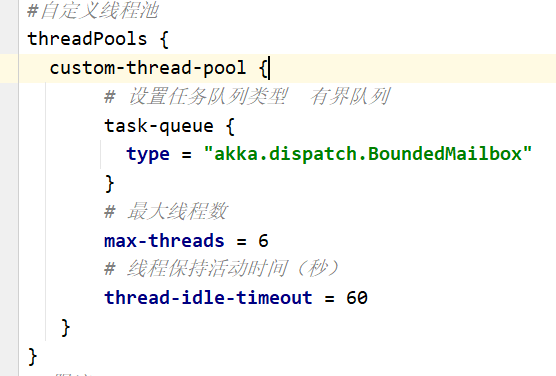 #自定义线程池
threadPools {
custom-thread-pool {
# 设置任务队列类型 有界队列
task-queue {
type = "akka.dispatch.BoundedMailbox"
}
# 最大线程数
max-threads = 6
# 线程保持活动时间（秒）
thread-idle-timeout = 60
}
}